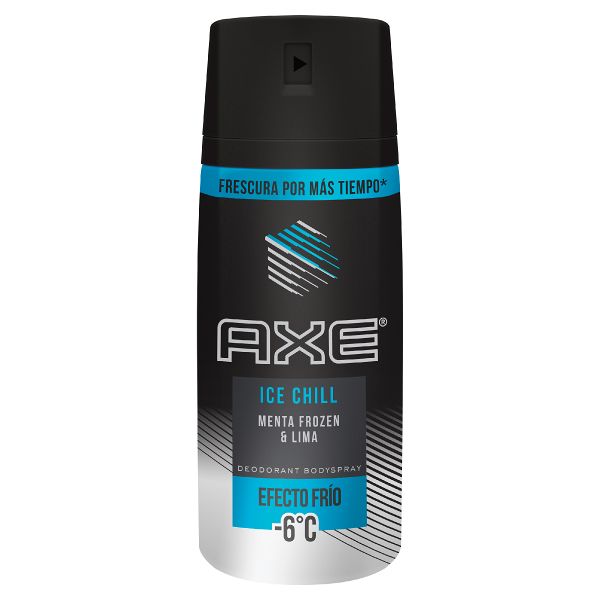 FRESCURA POR MÁS TIEMPO*
AXE®
ICE CHILL
MENTA FROZEN
& LIMA
DEODORANT BODYSPRAY
EFECTO FRÍO
-6°C